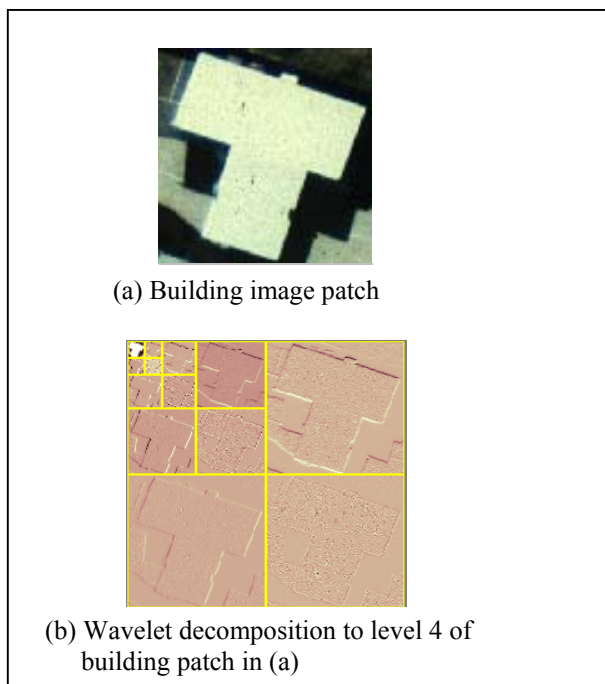 (a) Building image patch
(b) Wavelet decomposition to level 4 of
building patch in (a)